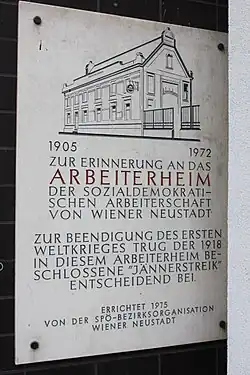 1905 1972
ZUR ERINNERUNG AN DAS
ARBEITERHEIM
DER SOZIALDEMOKRATI-
SCHEN ARBEITERSCHAFT
VON WIENER NEUSTADT
ZUR BEENDIGUNG DES ERSTEN
WELTKRIEGES TRUG DER 1918
IN DIESEM ARBEITERHEIM BE-
SCHLOSSENE "JÄNNERSTREIK"
ENTSCHEIDEND BEI.
ERRICHTET 1975
VON DER SPÖ-BEZIRKSORGANISATION
WIENER NEUSTADT